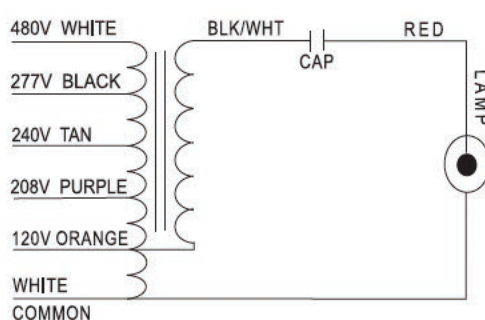 480V WHITE
BLK/WHT
RED
CAP
277V BLACK
LAMP
240V TAN
208V PURPLE
120V ORANGE
WHITE
COMMON